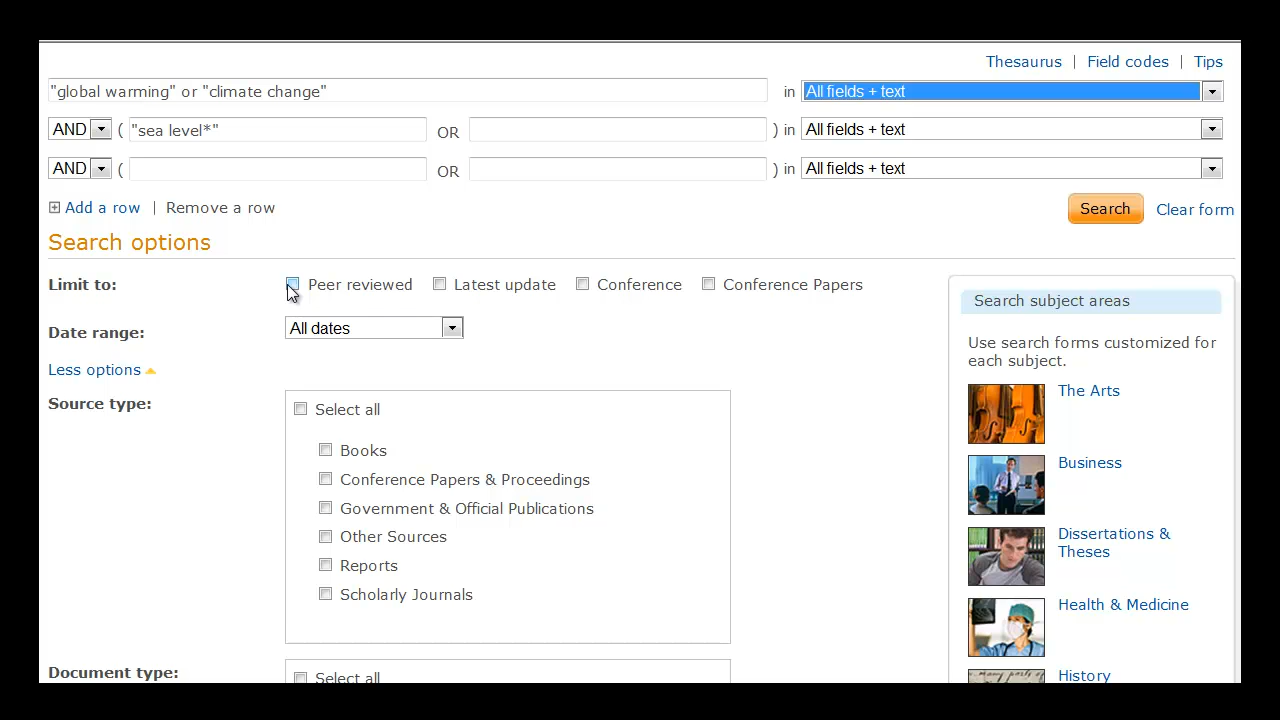 Thesaurus | Field codes | Tips
"global warming" or "climate change" in All fields + text
AND ( "sea level*" OR ) in All fields + text
AND ( OR ) in All fields + text
Add a row | Remove a row Search Clear form
Search options
Limit to: Peer reviewed Latest update Conference Conference Papers
Date range: All dates
Less options
Source type: Select all
Books
Conference Papers & Proceedings
Government & Official Publications
Other Sources
Reports
Scholarly Journals
Document type: Select all
Search subject areas
Use search forms customized for
each subject.
The Arts
Business
Dissertations &
Theses
Health & Medicine
History